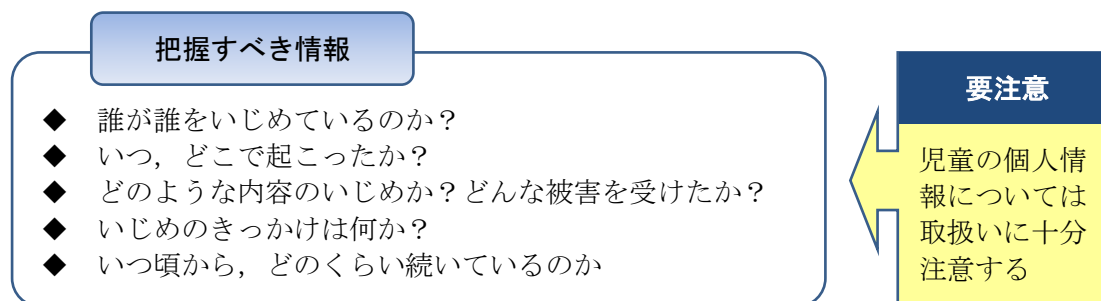 把握すべき情報
◆ 誰が誰をいじめているのか？
◆ いつ，どこで起こったか？
◆ どのような内容のいじめか？どんな被害を受けたか？
◆ いじめのきっかけは何か？
◆ いつ頃から，どのくらい続いているのか
要注意
児童の個人情
報については
取扱いに十分
注意する